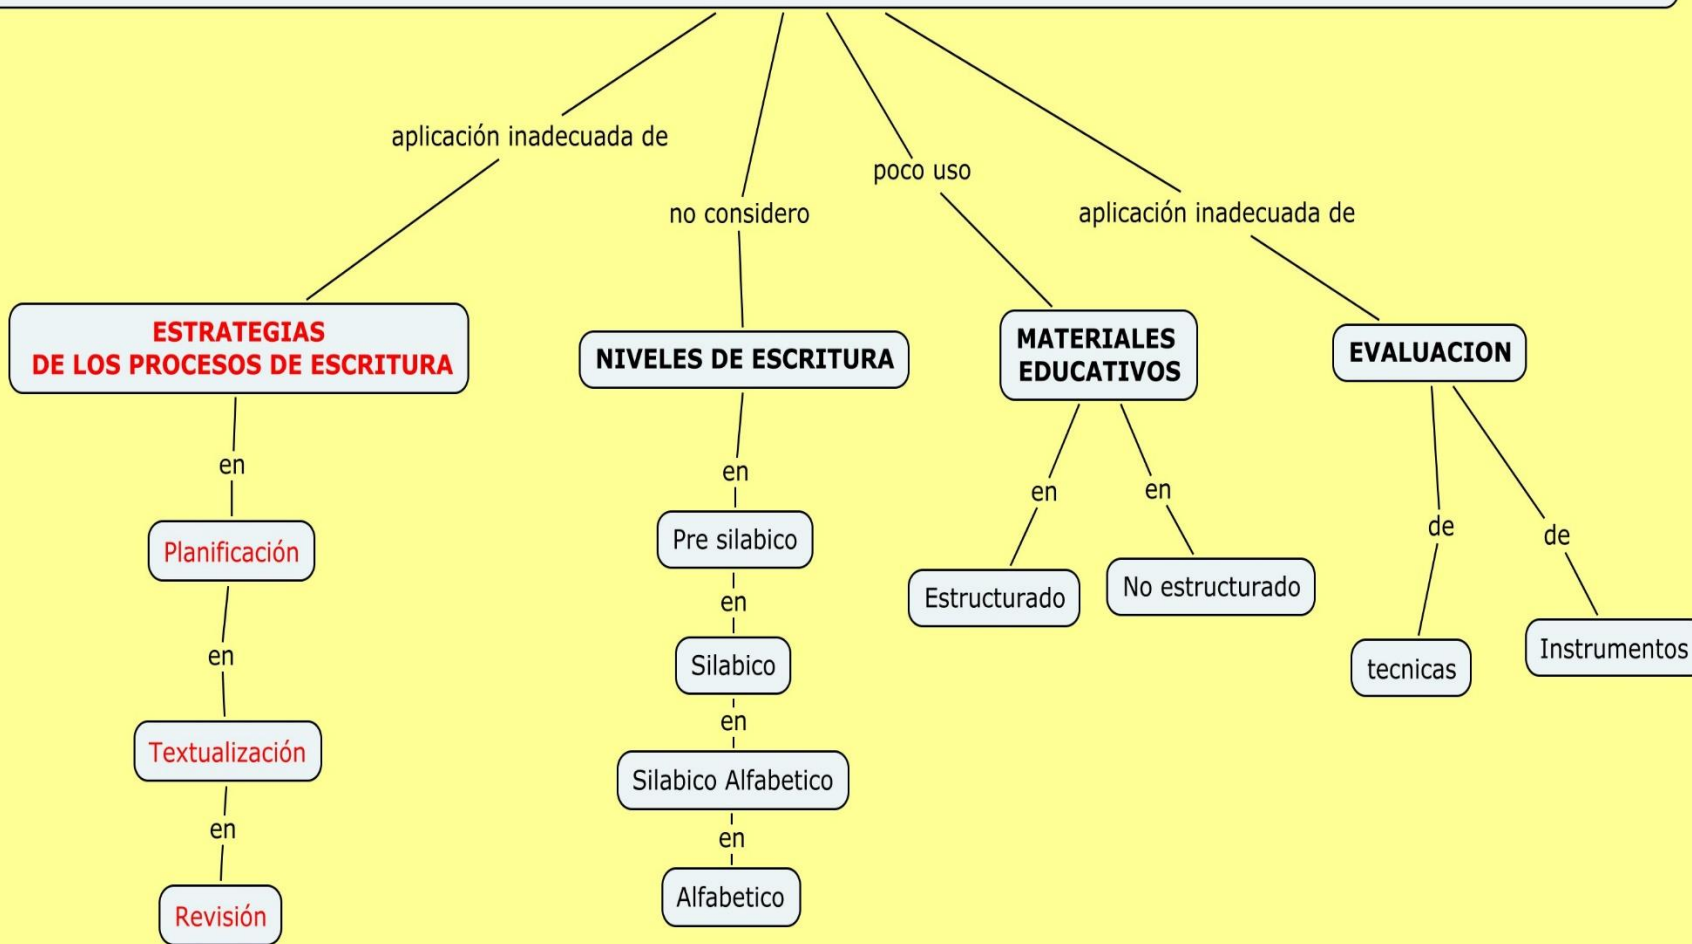 aplicación inadecuada de
no considero
poco uso
aplicación inadecuada de
ESTRATEGIAS
DE LOS PROCESOS DE ESCRITURA
NIVELES DE ESCRITURA
MATERIALES
EDUCATIVOS
EVALUACION
en
Planificación
en
Textualización
en
Revisión
en
Pre silabico
en
Silabico
en
Silabico Alfabetico
en
Alfabetico
en
Estructurado
en
No estructurado
de
tecnicas
de
Instrumentos